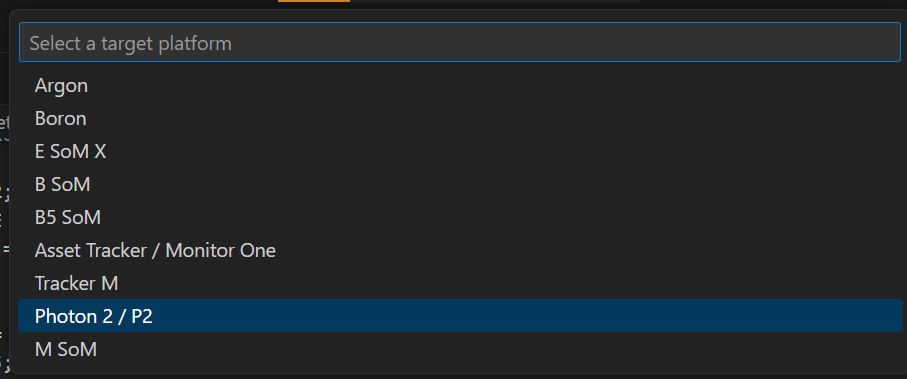 Select a target platform
Argon
Boron
E SoM X
B SoM
B5 SoM
Asset Tracker / Monitor One
Tracker M
Photon 2 / P2
M SoM